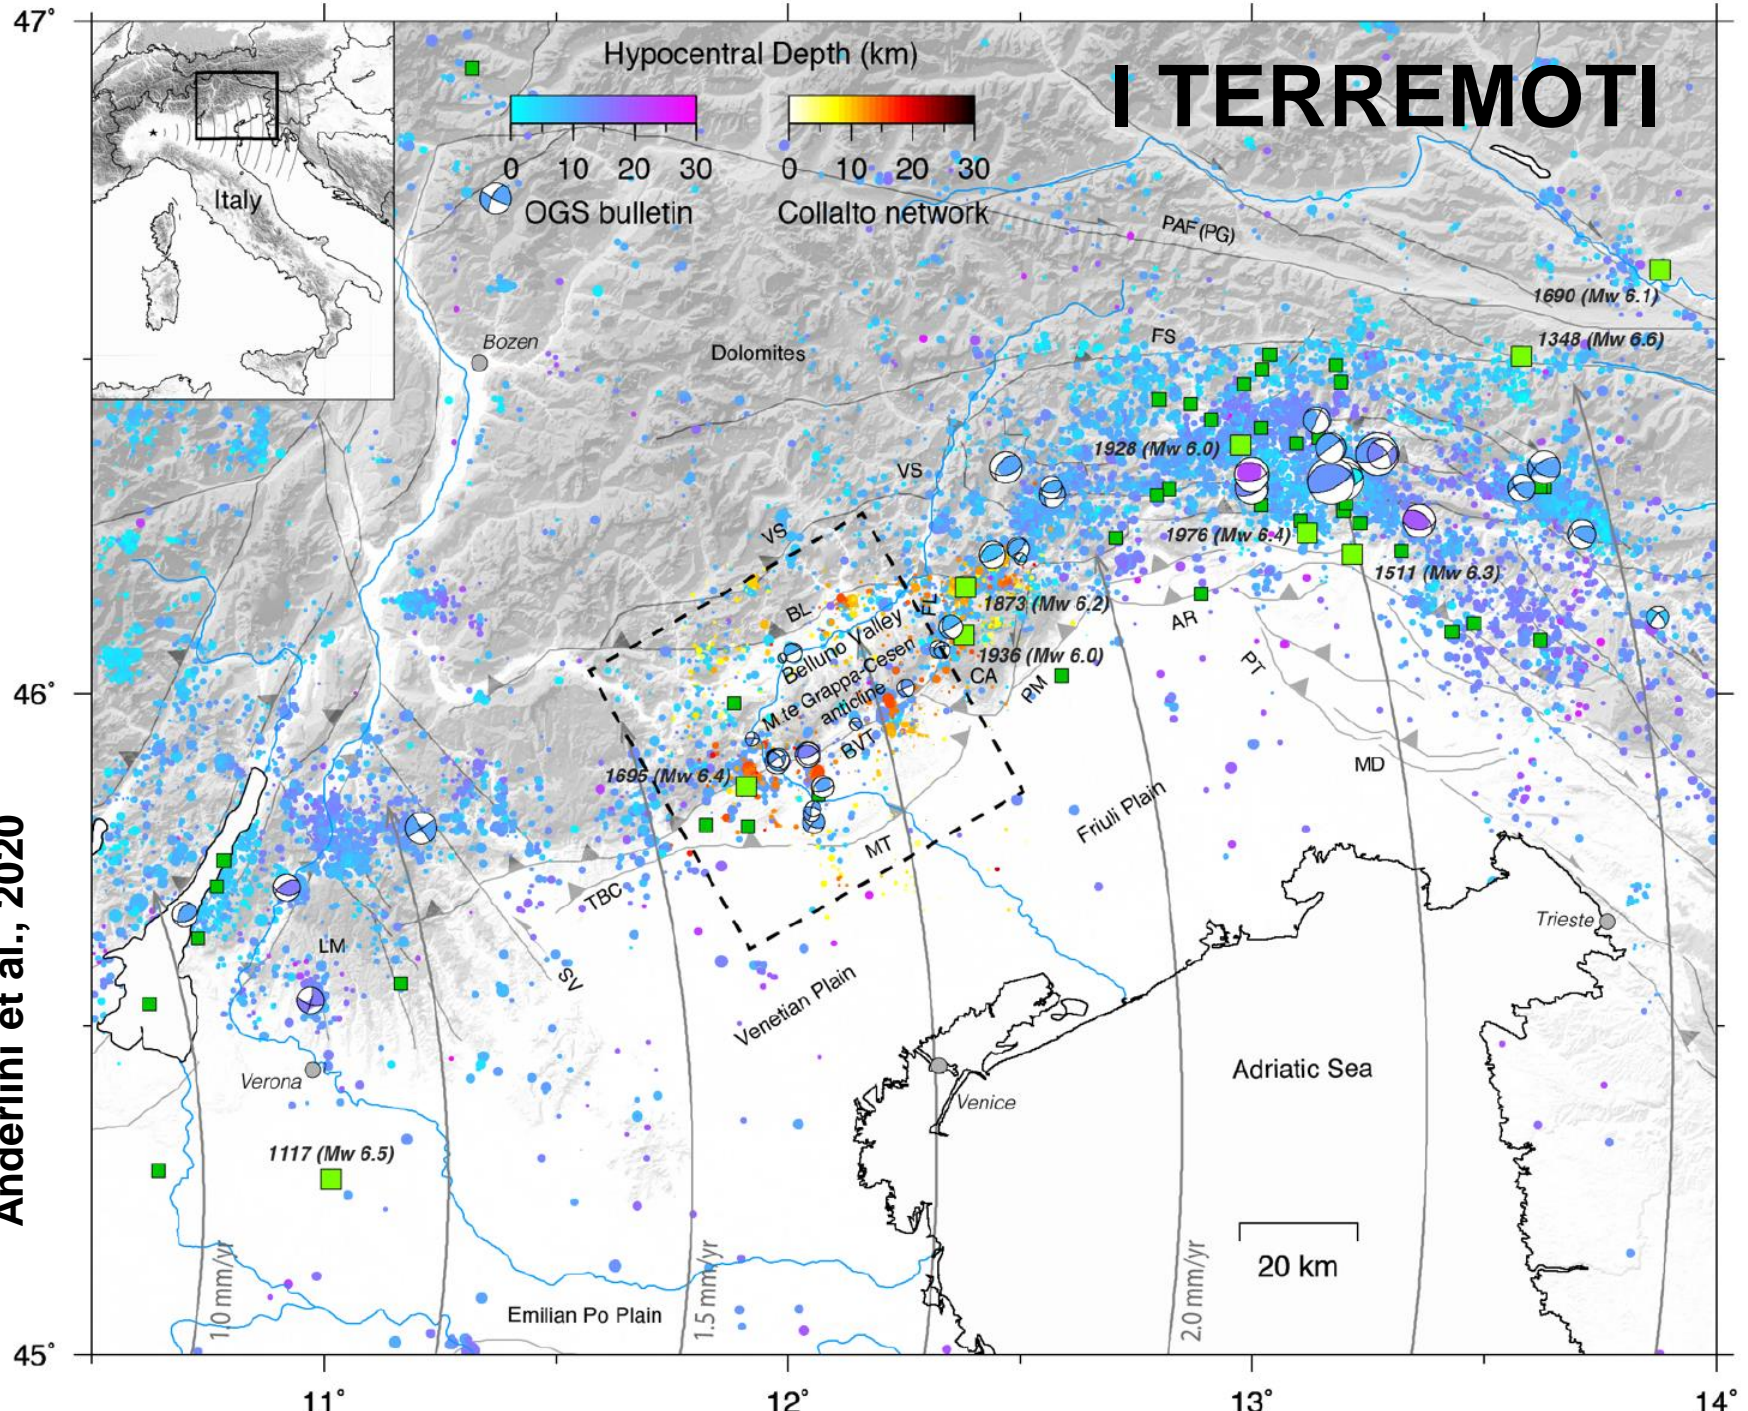 47°
Hypocentral Depth (km)
I TERREMOTI
0 10 20 30
0 10 20 30
OGS bulletin
Collalto network
Italy
PAF (PG)
1690 (Mw 6.1)
1348 (Mw 6.6)
FS
Bozen
Dolomites
1928 (Mw 6.0)
VS
VS
1976 (Mw 6.4)
1511 (Mw 6.3)
1873 (Mw 6.2)
FL
BL
AR
Belluno Valley
1936 (Mw 6.0)
M.te Grappa-Cesen
anticline
CA
PM
PT
46°
BVT
1695 (Mw 6.4)
MD
Friuli Plain
MT
TBC
Trieste
LM
SV
Venetian Plain
Anderlini et al., 2020
Verona
Adriatic Sea
Venice
1117 (Mw 6.5)
20 km
1.0 mm/yr
1.5 mm/yr
2.0 mm/yr
Emilian Po Plain
45°
11° 12° 13° 14°